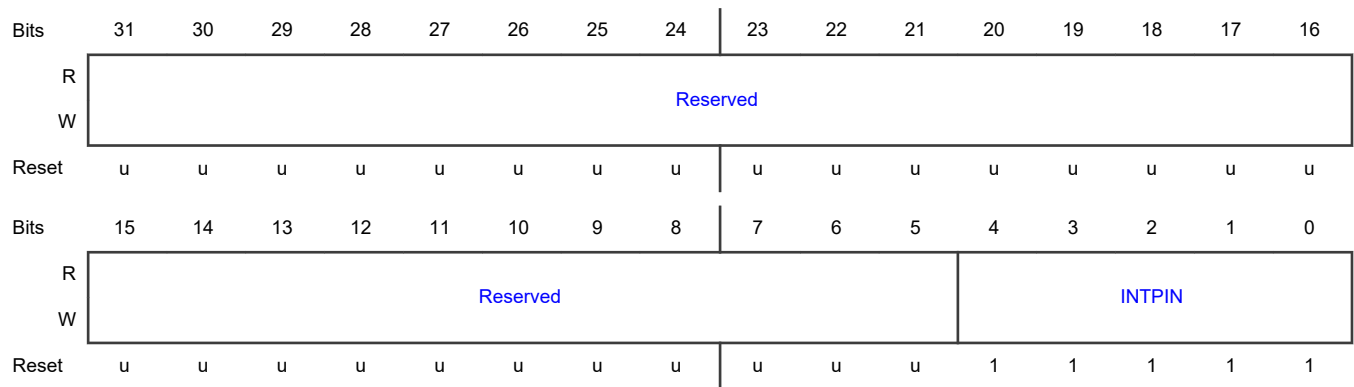 Bits 31 30 29 28 27 26 25 24 23 22 21 20 19 18 17 16
R
Reserved
W
Reset u u u u u u u u u u u u u u u u
Bits 15 14 13 12 11 10 9 8 7 6 5 4 3 2 1 0
R
Reserved INTPIN
W
Reset u u u u u u u u u u u 1 1 1 1 1